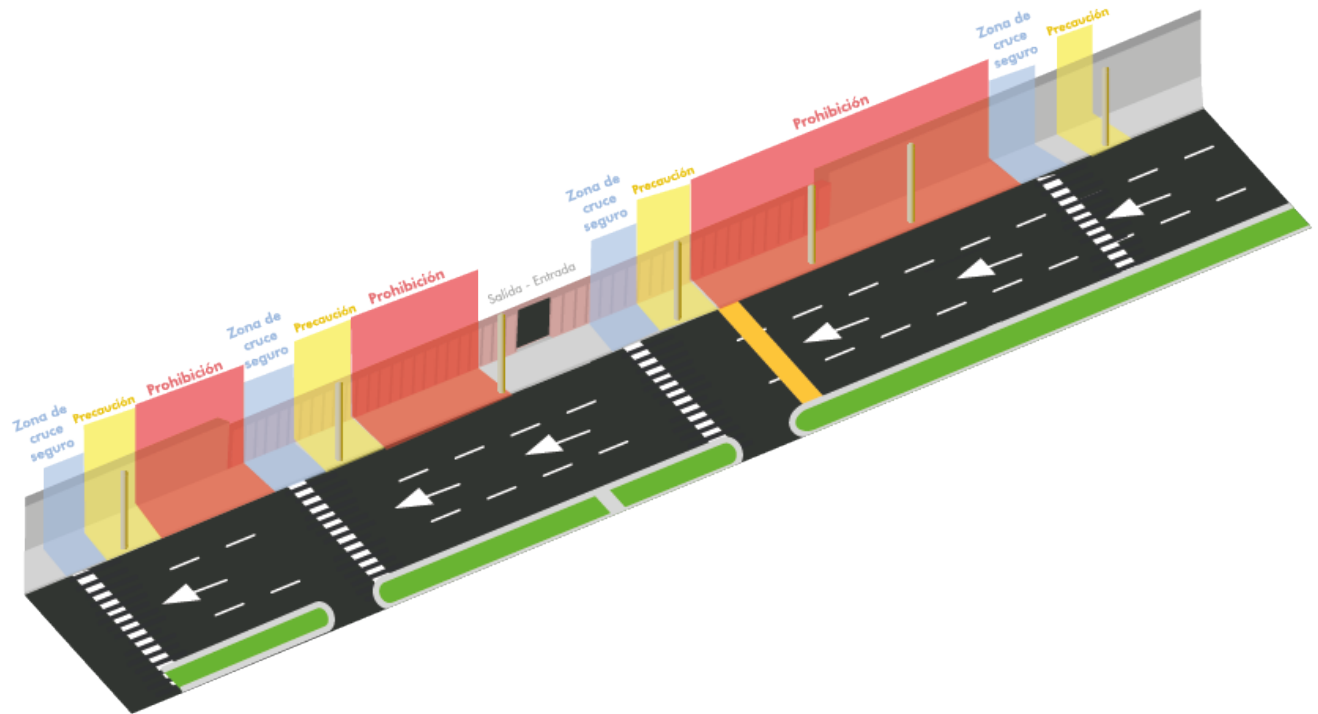 Zona de
cruce
seguro
Precaución
Prohibición
Zona de
cruce
seguro
Precaución
Prohibición
Salida - Entrada
Zona de
cruce
seguro
Precaución
Prohibición
Zona de
cruce
seguro
Precaución